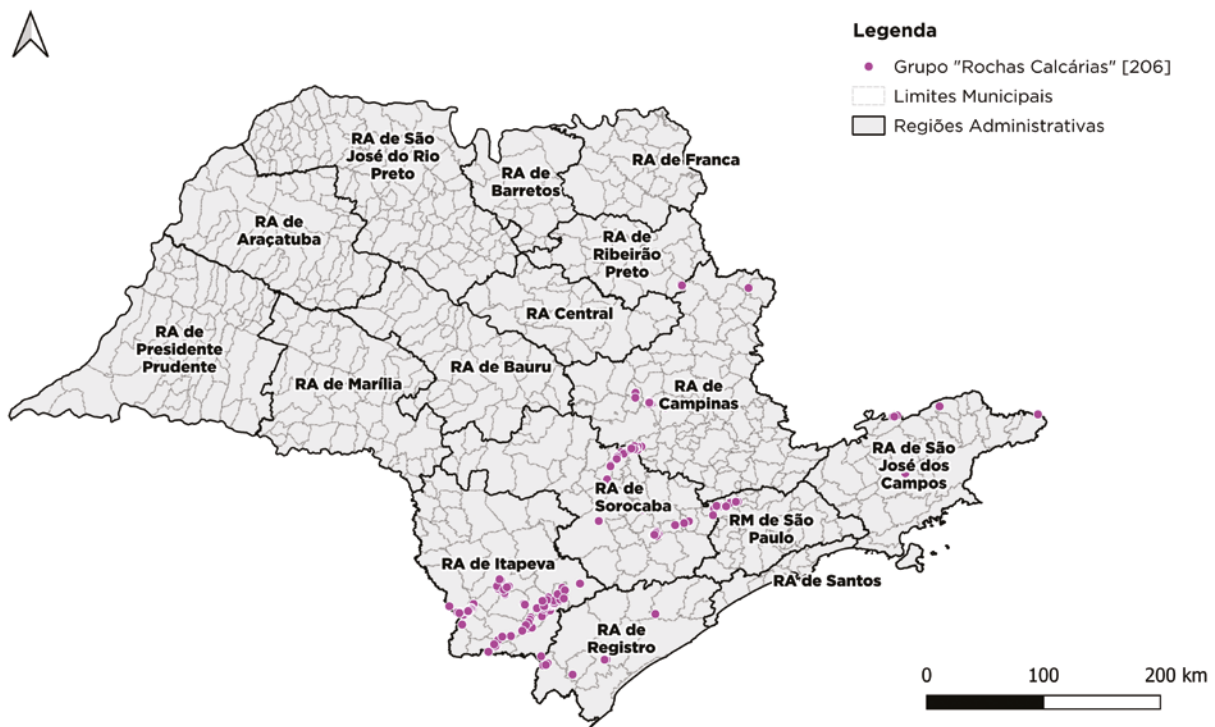 Legenda
Grupo "Rochas Calcárias" [206]
Limites Municipais
Regiões Administrativas
RA de São
José do Rio
Preto
RA de
Barretos
RA de Franca
RA de
Araçatuba
RA de
Ribeirão
Preto
RA Central
RA de
Presidente
Prudente
RA de Marília
RA de Bauru
RA de
Campinas
RA de São
José dos
Campos
RA de
Sorocaba
RM de São
Paulo
RA de Itapeva
RA de Santos
RA de
Registro
0 100 200 km